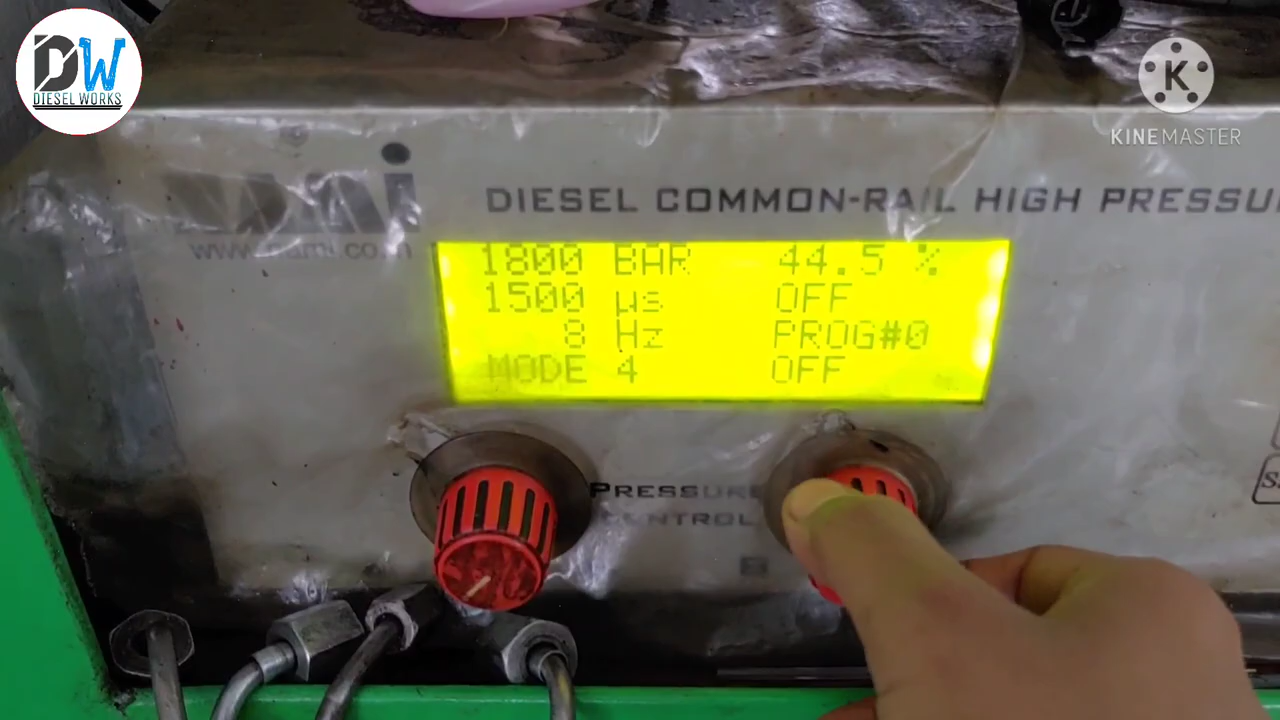 DW
DIESEL WORKS
K
KINEMASTER
DIESEL COMMON-RAIL HIGH PRESSU
1800 BAR 44.5 %
1500 µs OFF
8 Hz PROG#0
MODE 4 OFF
PRESSURE
CONTROL